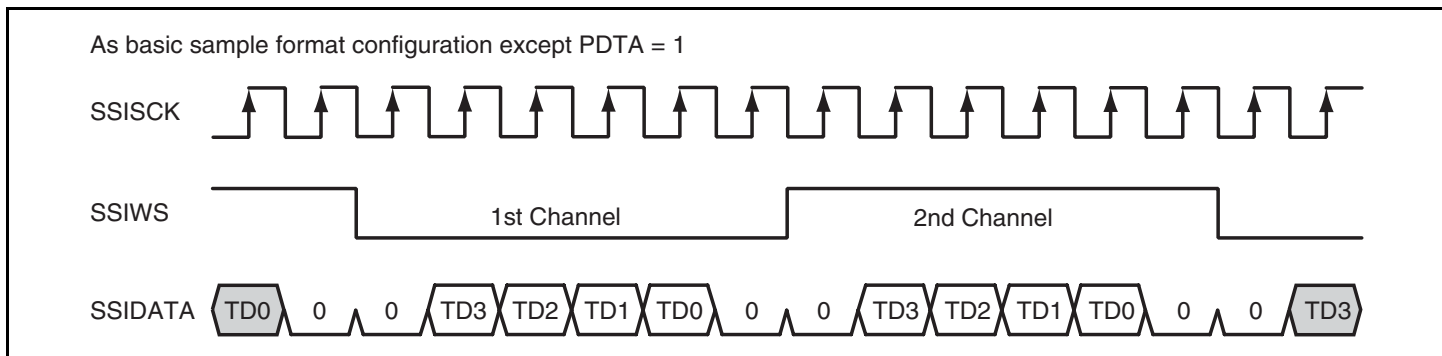 As basic sample format configuration except PDTA = 1
SSISCK
SSIWS 1st Channel 2nd Channel
SSIDATA TD0 0 0 TD3 TD2 TD1 TD0 0 0 TD3 TD2 TD1 TD0 0 0 TD3